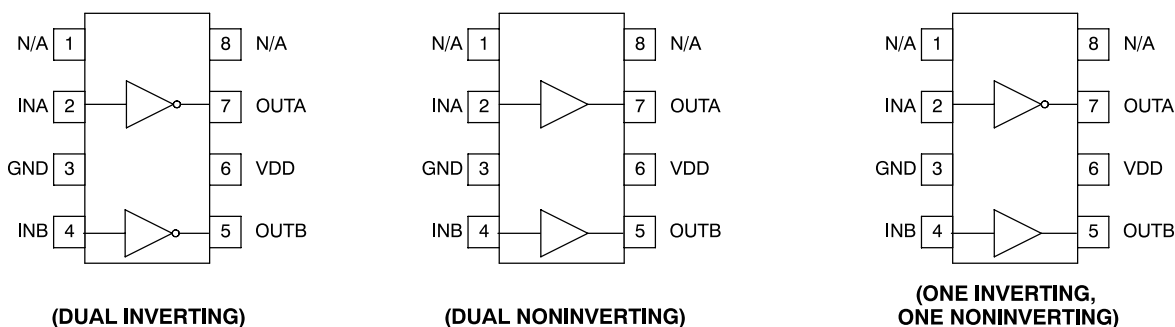 N/A 1 8 N/A
INA 2 7 OUTA
GND 3 6 VDD
INB 4 5 OUTB
(DUAL INVERTING)
N/A 1 8 N/A
INA 2 7 OUTA
GND 3 6 VDD
INB 4 5 OUTB
(DUAL NONINVERTING)
N/A 1 8 N/A
INA 2 7 OUTA
GND 3 6 VDD
INB 4 5 OUTB
(ONE INVERTING,
ONE NONINVERTING)